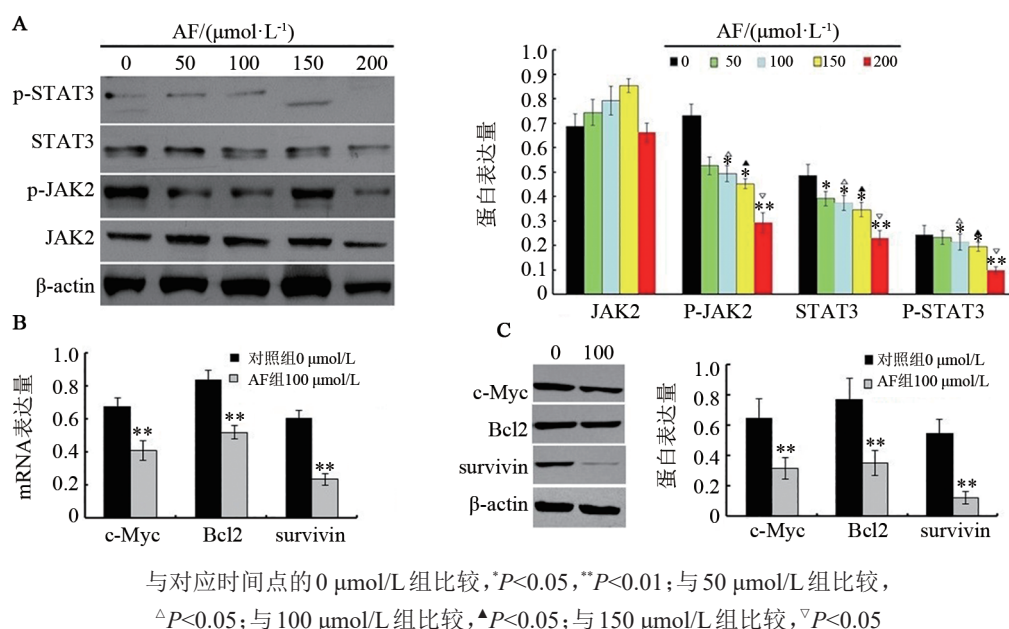 A
AF/(μmol·L⁻¹)
0 50 100 150 200
p-STAT3
STAT3
p-JAK2
JAK2
β-actin
AF/(μmol·L⁻¹)
0 50 100 150 200
蛋白表达量
1.0
0.9
0.8
0.7
0.6
0.5
0.4
0.3
0.2
0.1
0
* △
* ▲
** ▽
*
* △
* ▲
** ▽
* △
* ▲
** ▽
JAK2 P-JAK2 STAT3 P-STAT3
B
对照组0 μmol/L
AF组100 μmol/L
mRNA表达量
1.0
0.8
0.6
0.4
0.2
0
** ** **
c-Myc Bcl2 survivin
C
0 100
c-Myc
Bcl2
survivin
β-actin
对照组0 μmol/L
AF组100 μmol/L
蛋白表达量
1.0
0.8
0.6
0.4
0.2
0
** ** **
c-Myc Bcl2 survivin
与对应时间点的0 μmol/L组比较,*P<0.05,**P<0.01;与50 μmol/L组比较,
△P<0.05;与100 μmol/L组比较,▲P<0.05;与150 μmol/L组比较,▽P<0.05